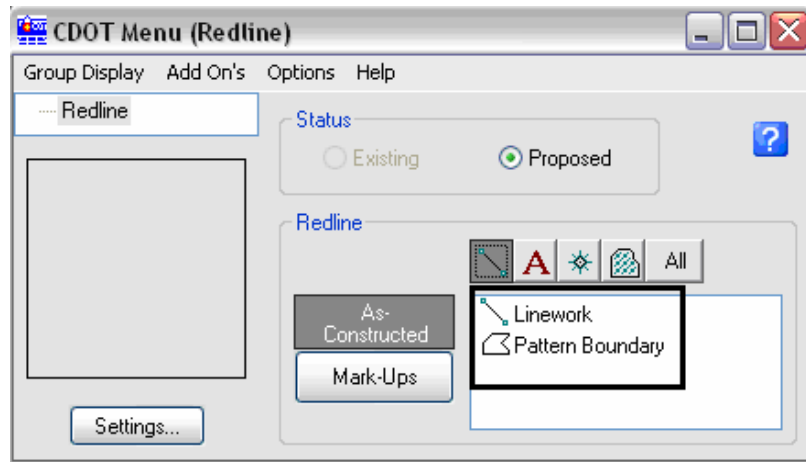 CDOT Menu (Redline)
Group Display Add On's Options Help
Redline
Status
Existing Proposed
?
Redline
A All
As-
Constructed
Mark-Ups
Linework
Pattern Boundary
Settings...